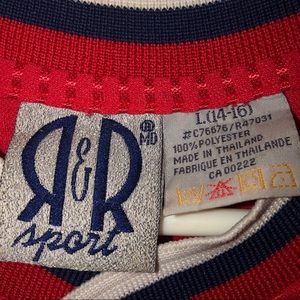 R&R
sport
MD
L(14-16)
#C76676/R47031
100% POLYESTER
MADE IN THAILAND
FABRIQUE EN THAILANDE
CA 00222